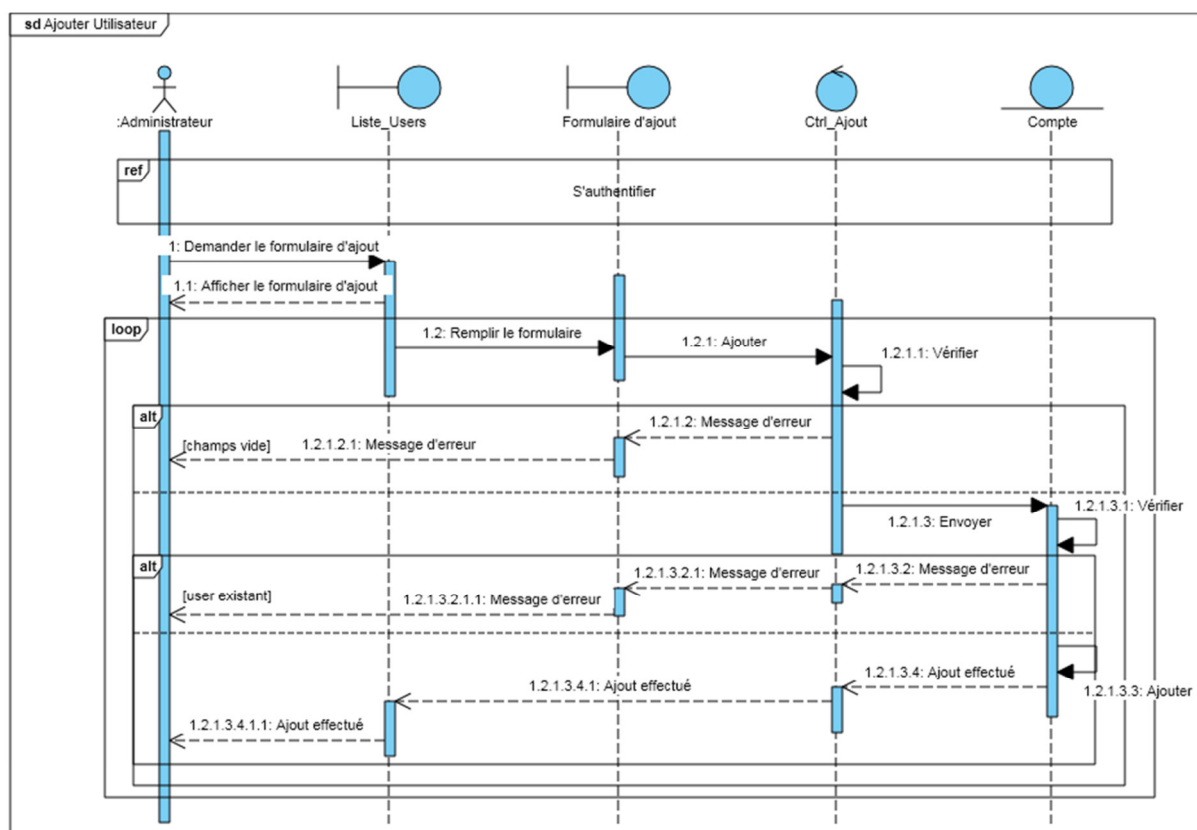 sd Ajouter Utilisateur
:Administrateur
Liste_Users
Formulaire d'ajout
Ctrl_Ajout
Compte
ref
S'authentifier
1: Demander le formulaire d'ajout
1.1: Afficher le formulaire d'ajout
loop
1.2: Remplir le formulaire
1.2.1: Ajouter
1.2.1.1: Vérifier
alt
1.2.1.2: Message d'erreur
[champs vide]
1.2.1.2.1: Message d'erreur
1.2.1.3: Envoyer
1.2.1.3.1: Vérifier
alt
1.2.1.3.2: Message d'erreur
1.2.1.3.2.1: Message d'erreur
[user existant]
1.2.1.3.2.1.1: Message d'erreur
1.2.1.3.3: Ajouter
1.2.1.3.4: Ajout effectué
1.2.1.3.4.1: Ajout effectué
1.2.1.3.4.1.1: Ajout effectué